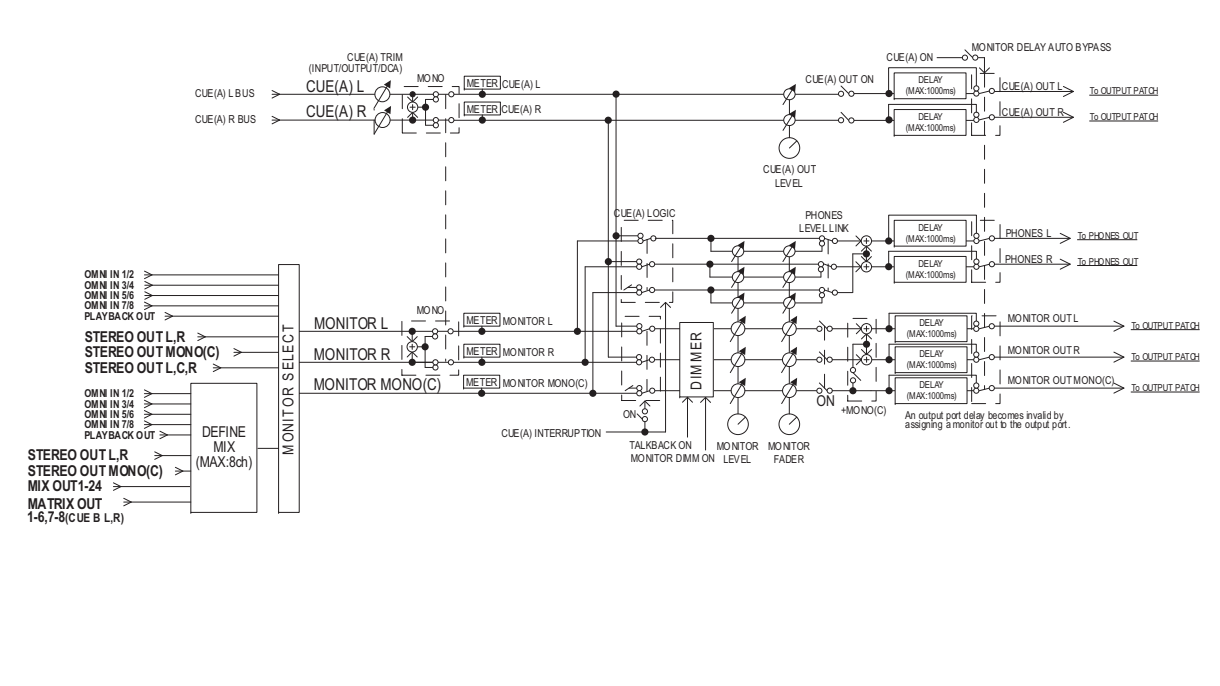 CUE(A) TRIM
(INPUT/OUTPUT/DCA)
MONO
CUE(A) L BUS
CUE(A) L
METER
CUE(A) L
CUE(A) R BUS
CUE(A) R
METER
CUE(A) R
CUE(A) OUT ON
CUE(A) OUT
LEVEL
CUE(A) ON
MONITOR DELAY AUTO BYPASS
DELAY
(MAX:1000ms)
CUE(A) OUT L
To OUTPUT PATCH
DELAY
(MAX:1000ms)
CUE(A) OUT R
To OUTPUT PATCH
CUE(A) LOGIC
PHONES
LEVEL LINK
DELAY
(MAX:1000ms)
PHONES L
To PHONES OUT
DELAY
(MAX:1000ms)
PHONES R
To PHONES OUT
OMNI IN 1/2
OMNI IN 3/4
OMNI IN 5/6
OMNI IN 7/8
PLAYBACK OUT
STEREO OUT L,R
STEREO OUT MONO(C)
STEREO OUT L,C,R
OMNI IN 1/2
OMNI IN 3/4
OMNI IN 5/6
OMNI IN 7/8
PLAYBACK OUT
STEREO OUT L,R
STEREO OUT MONO(C)
MIX OUT1-24
MATRIX OUT
1-6,7-8(CUE B L,R)
DEFINE
MIX
(MAX:8ch)
MONITOR SELECT
MONO
MONITOR L
METER
MONITOR L
MONITOR R
METER
MONITOR R
MONITOR MONO(C)
METER
MONITOR MONO(C)
ON
CUE(A) INTERRUPTION
DIMMER
TALKBACK ON
MONITOR DIMM ON
MONITOR
LEVEL
MONITOR
FADER
ON
+MONO(C)
DELAY
(MAX:1000ms)
MONITOR OUT L
To OUTPUT PATCH
DELAY
(MAX:1000ms)
MONITOR OUT R
To OUTPUT PATCH
DELAY
(MAX:1000ms)
MONITOR OUT MONO(C)
To OUTPUT PATCH
An output port delay becomes invalid by
assigning a monitor out to the output port.